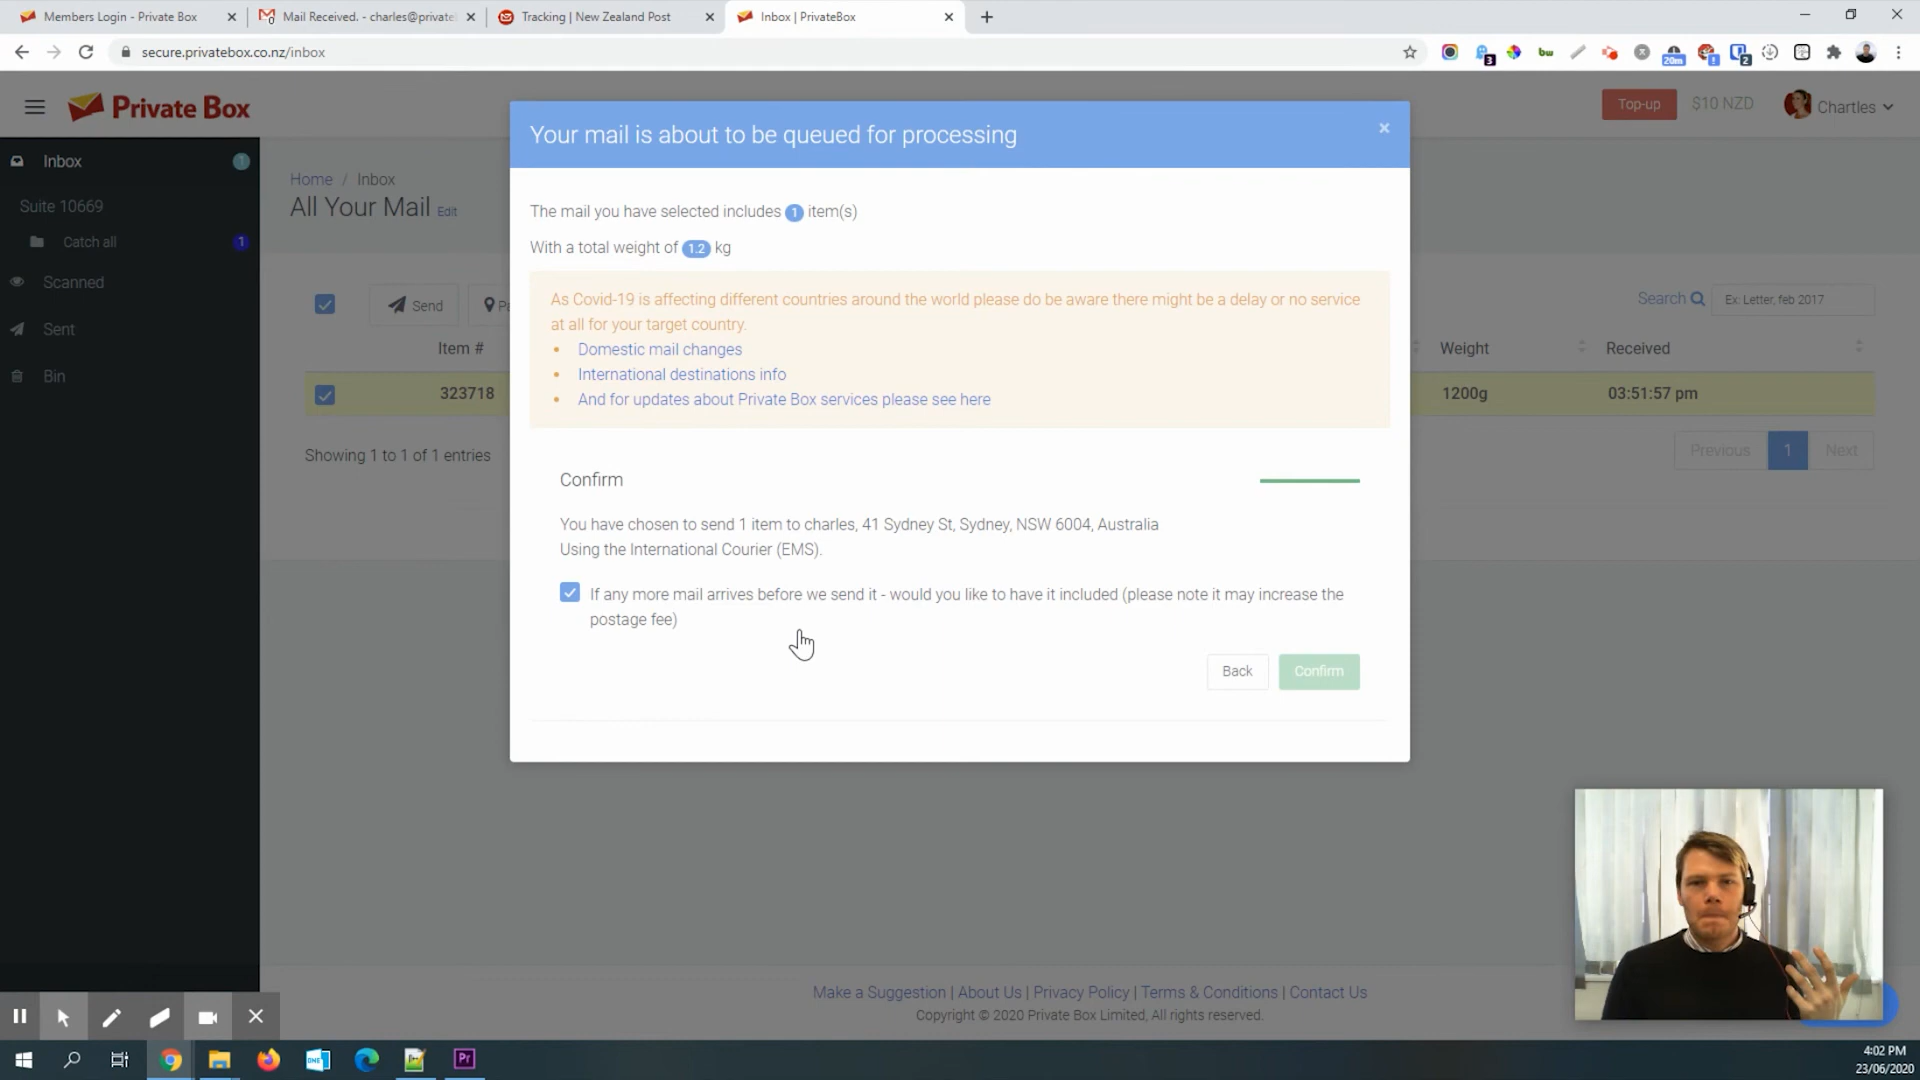 Members Login - Private Box
Mail Received. - charles@private
Tracking | New Zealand Post
Inbox | PrivateBox
secure.privatebox.co.nz/inbox
3
bw
20m
2
Private Box
Top-up
$10 NZD
Chartles
Inbox
1
Suite 10669
Catch all
1
Scanned
Sent
Bin
Home / Inbox
All Your Mail Edit
Send
Item #
323718
Showing 1 to 1 of 1 entries
Your mail is about to be queued for processing
×
The mail you have selected includes 1 item(s)
With a total weight of 1.2 kg
As Covid-19 is affecting different countries around the world please do be aware there might be a delay or no service
at all for your target country.
• Domestic mail changes
• International destinations info
• And for updates about Private Box services please see here
Confirm
You have chosen to send 1 item to charles, 41 Sydney St, Sydney, NSW 6004, Australia
Using the International Courier (EMS).
If any more mail arrives before we send it - would you like to have it included (please note it may increase the
postage fee)
Back
Confirm
Search
Ex: Letter, feb 2017
Weight
Received
1200g
03:51:57 pm
Previous
1
Next
Make a Suggestion | About Us | Privacy Policy | Terms & Conditions | Contact Us
Copyright © 2020 Private Box Limited, All rights reserved.
Pr
4:02 PM
23/06/2020